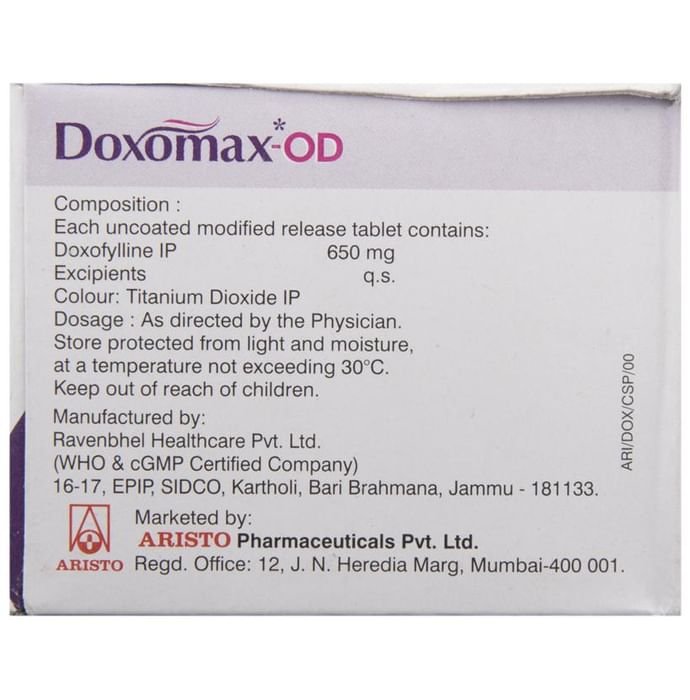 Doxomax*-OD
Composition :
Each uncoated modified release tablet contains:
Doxofylline IP 650 mg
Excipients q.s.
Colour: Titanium Dioxide IP
Dosage : As directed by the Physician.
Store protected from light and moisture,
at a temperature not exceeding 30°C.
Keep out of reach of children.
Manufactured by:
Ravenbhel Healthcare Pvt. Ltd.
(WHO & cGMP Certified Company)
16-17, EPIP, SIDCO, Kartholi, Bari Brahmana, Jammu - 181133.
Marketed by:
ARISTO Pharmaceuticals Pvt. Ltd.
ARISTO Regd. Office: 12, J. N. Heredia Marg, Mumbai-400 001.
ARI/DOX/CSP/00